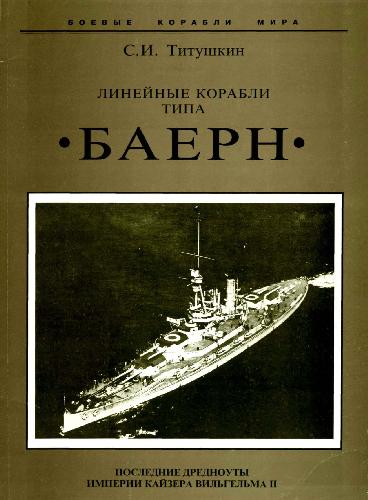 БОЕВЫЕ КОРАБЛИ МИРА
С.И. Титушкин
ЛИНЕЙНЫЕ КОРАБЛИ
ТИПА
•БАЕРН•
ПОСЛЕДНИЕ ДРЕДНОУТЫ
ИМПЕРИИ КАЙЗЕРА ВИЛЬГЕЛЬМА II